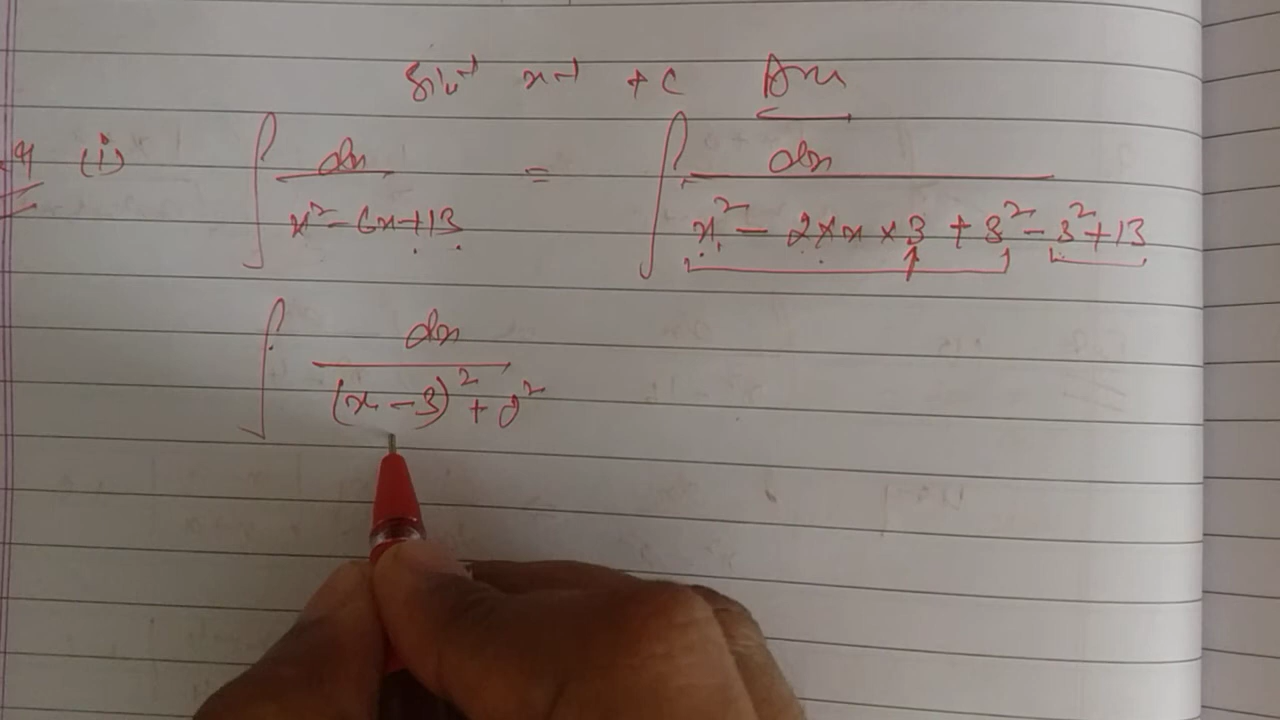 sin⁻¹ x-1 + c Ans
(i) ∫ dx / x² - 6x + 13 = ∫ dx / x² - 2 × x × 3 + 3² - 3² + 13
∫ dx / (x - 3)² + 2²